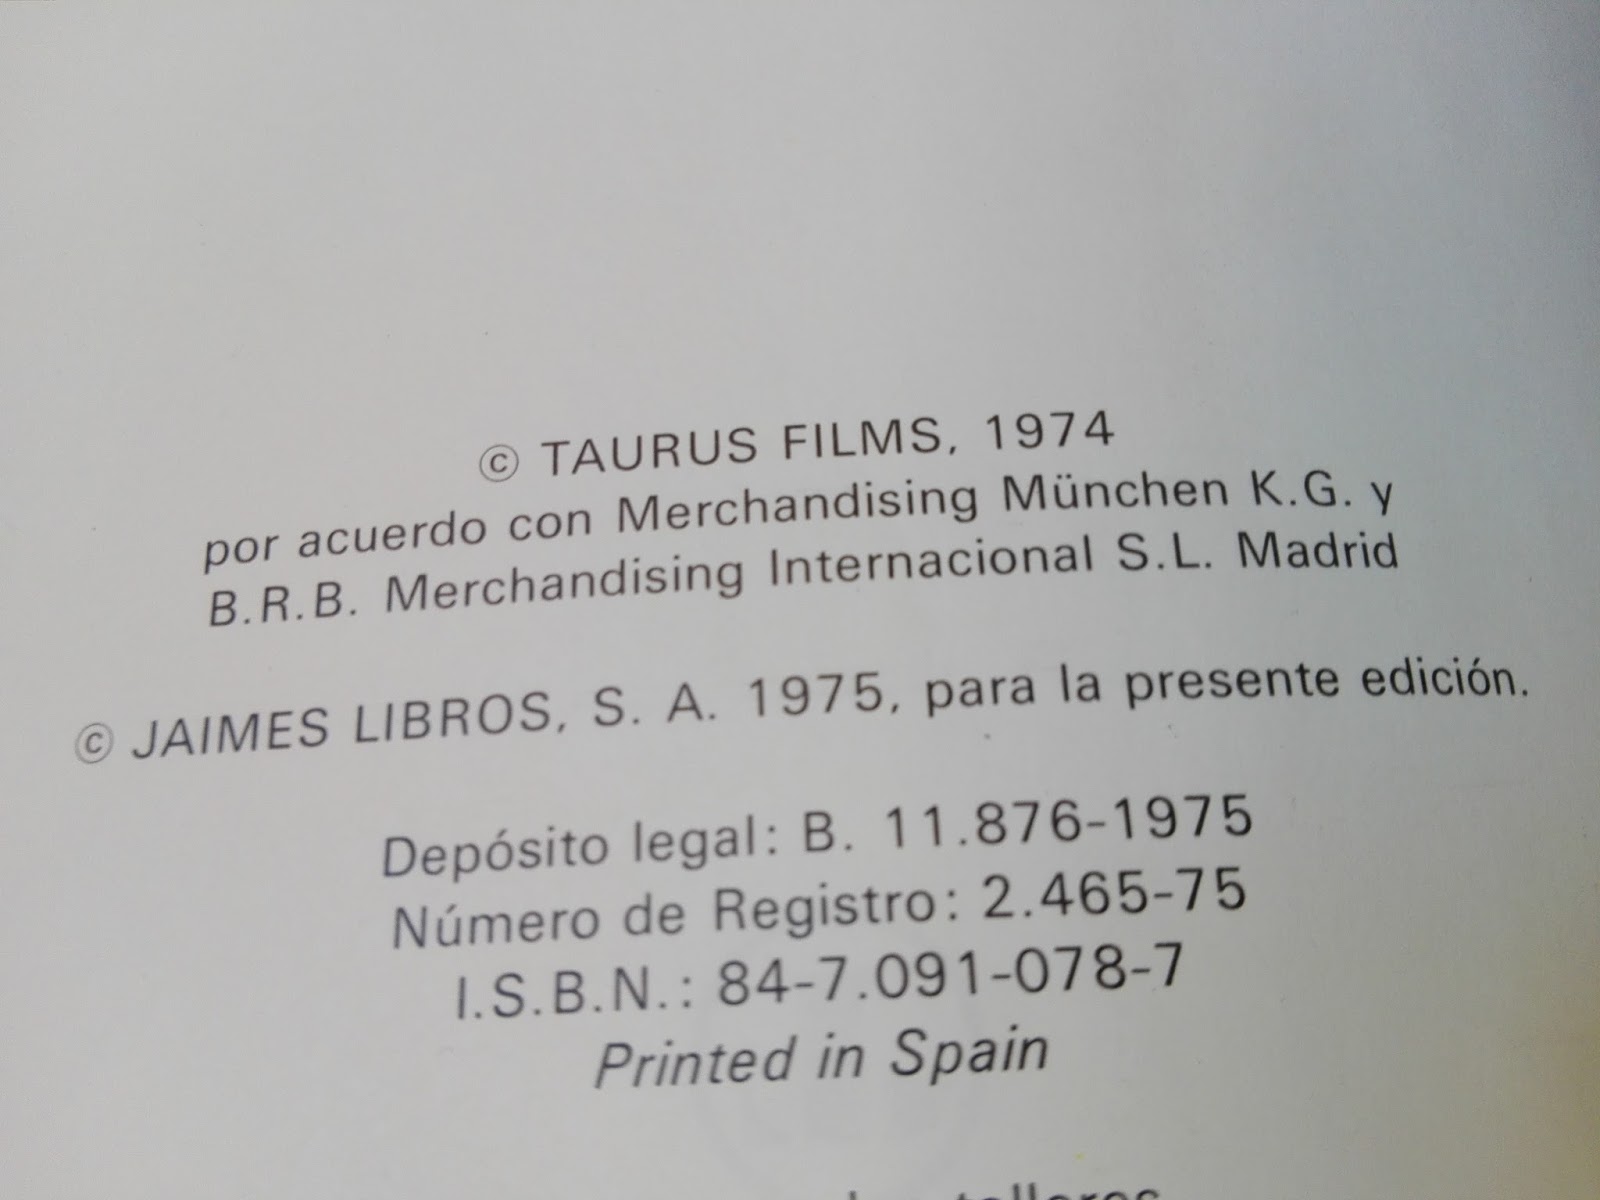 © TAURUS FILMS, 1974
por acuerdo con Merchandising München K.G. y
B.R.B. Merchandising Internacional S.L. Madrid
© JAIMES LIBROS, S. A. 1975, para la presente edición.
Depósito legal: B. 11.876-1975
Número de Registro: 2.465-75
I.S.B.N.: 84-7.091-078-7
Printed in Spain
talleres